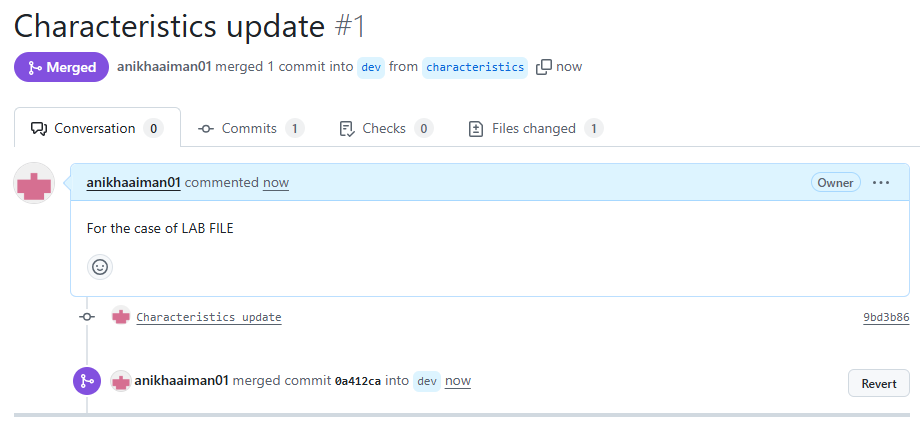 Characteristics update #1
Merged anikhaaiman01 merged 1 commit into dev from characteristics now
Conversation 0 Commits 1 Checks 0 Files changed 1
anikhaaiman01 commented now Owner
For the case of LAB FILE
Characteristics update 9bd3b86
anikhaaiman01 merged commit 0a412ca into dev now Revert